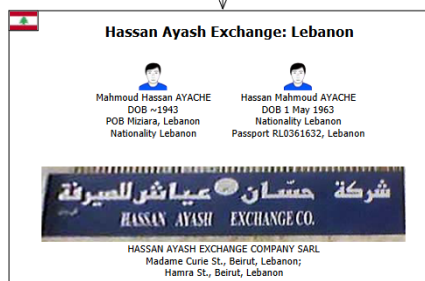 Hassan Ayash Exchange: Lebanon
Mahmoud Hassan AYACHE
DOB ~1943
POB Miziara, Lebanon
Nationality Lebanon
Hassan Mahmoud AYACHE
DOB 1 May 1963
Nationality Lebanon
Passport RL0361632, Lebanon
شركة حسّان عياش للصيرفة
HASSAN AYASH EXCHANGE CO.
HASSAN AYASH EXCHANGE COMPANY SARL
Madame Curie St., Beirut, Lebanon;
Hamra St., Beirut, Lebanon